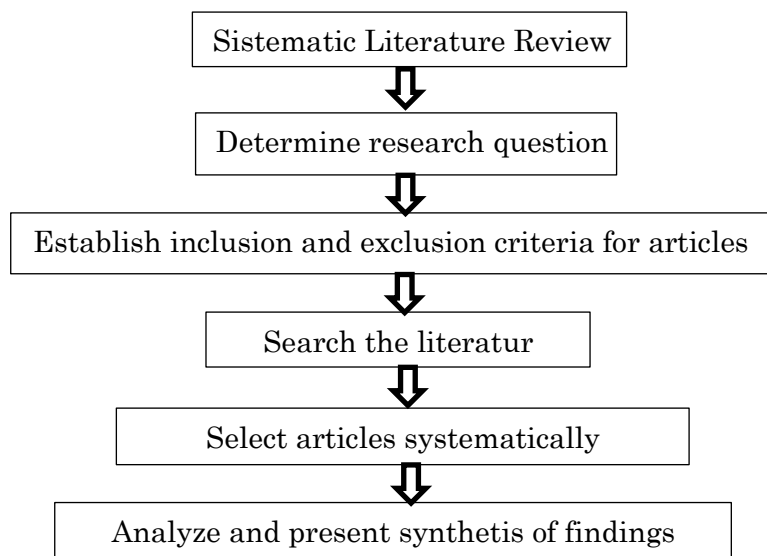 Sistematic Literature Review
Determine research question
Establish inclusion and exclusion criteria for articles
Search the literatur
Select articles systematically
Analyze and present synthetis of findings